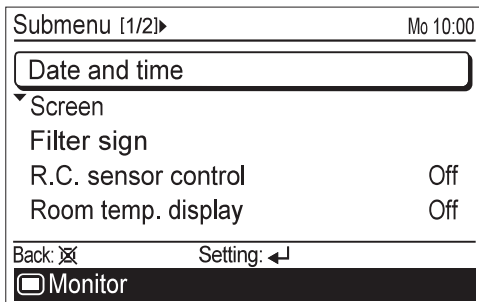 Submenu [1/2] Mo 10:00
Date and time
Screen
Filter sign
R.C. sensor control Off
Room temp. display Off
Back: Setting:
Monitor